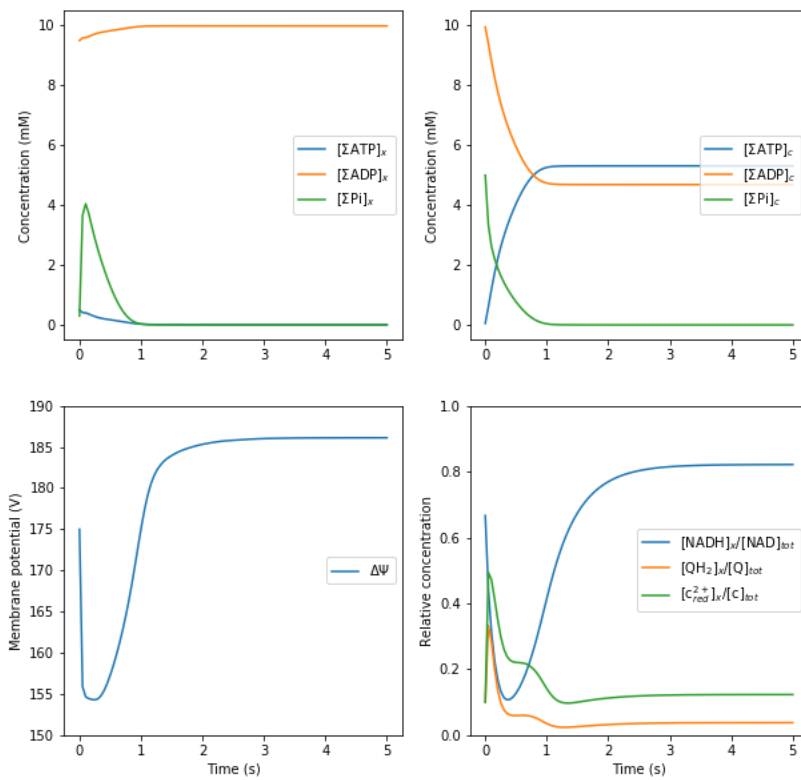 Concentration (mM)
10
8
6
4
2
0
[ΣATP]ₓ
[ΣADP]ₓ
[ΣPi]ₓ
0 1 2 3 4 5
Concentration (mM)
10
8
6
4
2
0
[ΣATP]c
[ΣADP]c
[ΣPi]c
0 1 2 3 4 5
Membrane potential (V)
190
185
180
175
170
165
160
155
150
ΔΨ
0 1 2 3 4 5
Time (s)
Relative concentration
1.0
0.8
0.6
0.4
0.2
0.0
[NADH]ₓ/[NAD]tot
[QH₂]ₓ/[Q]tot
[c²⁺red]ₓ/[c]tot
0 1 2 3 4 5
Time (s)